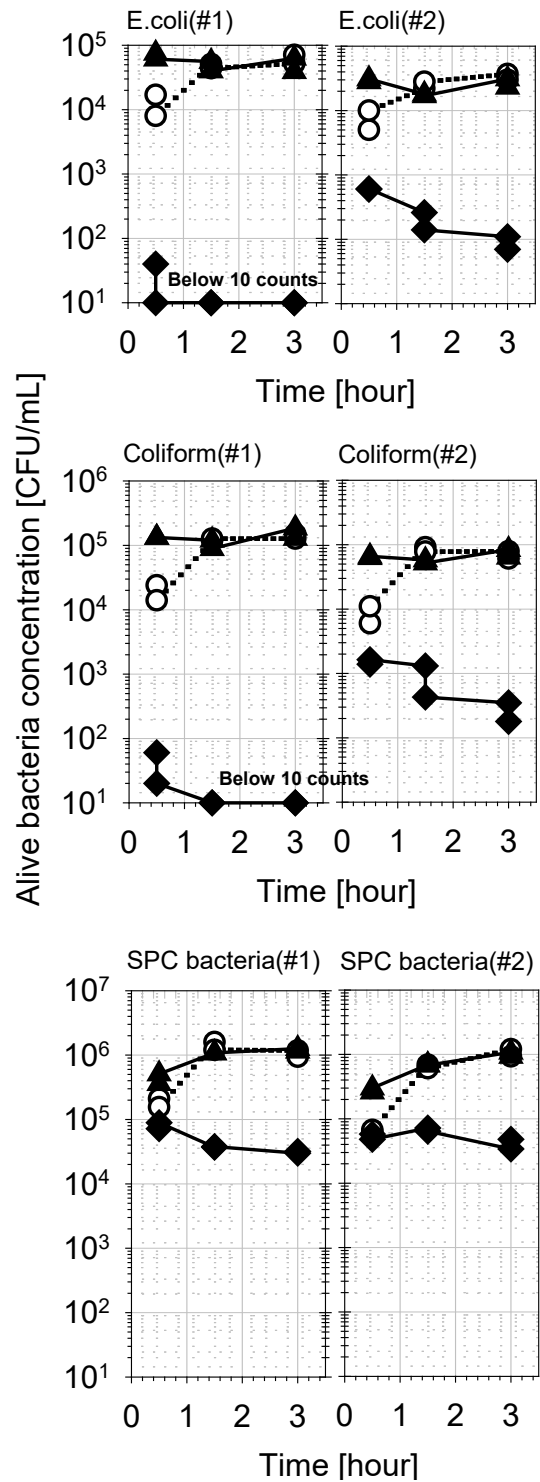 E.coli(#1)
E.coli(#2)
10⁵
10⁴
10²
10¹
Below 10 counts
0 1 2 3
0 1 2 3
Time [hour]
Alive bacteria concentration [CFU/mL]
Coliform(#1)
Coliform(#2)
10⁶
10⁵
10⁴
10³
10²
10¹
Below 10 counts
0 1 2 3
0 1 2 3
Time [hour]
SPC bacteria(#1)
SPC bacteria(#2)
10⁷
10⁶
10⁵
10⁴
10³
10²
10¹
0 1 2 3
0 1 2 3
Time [hour]